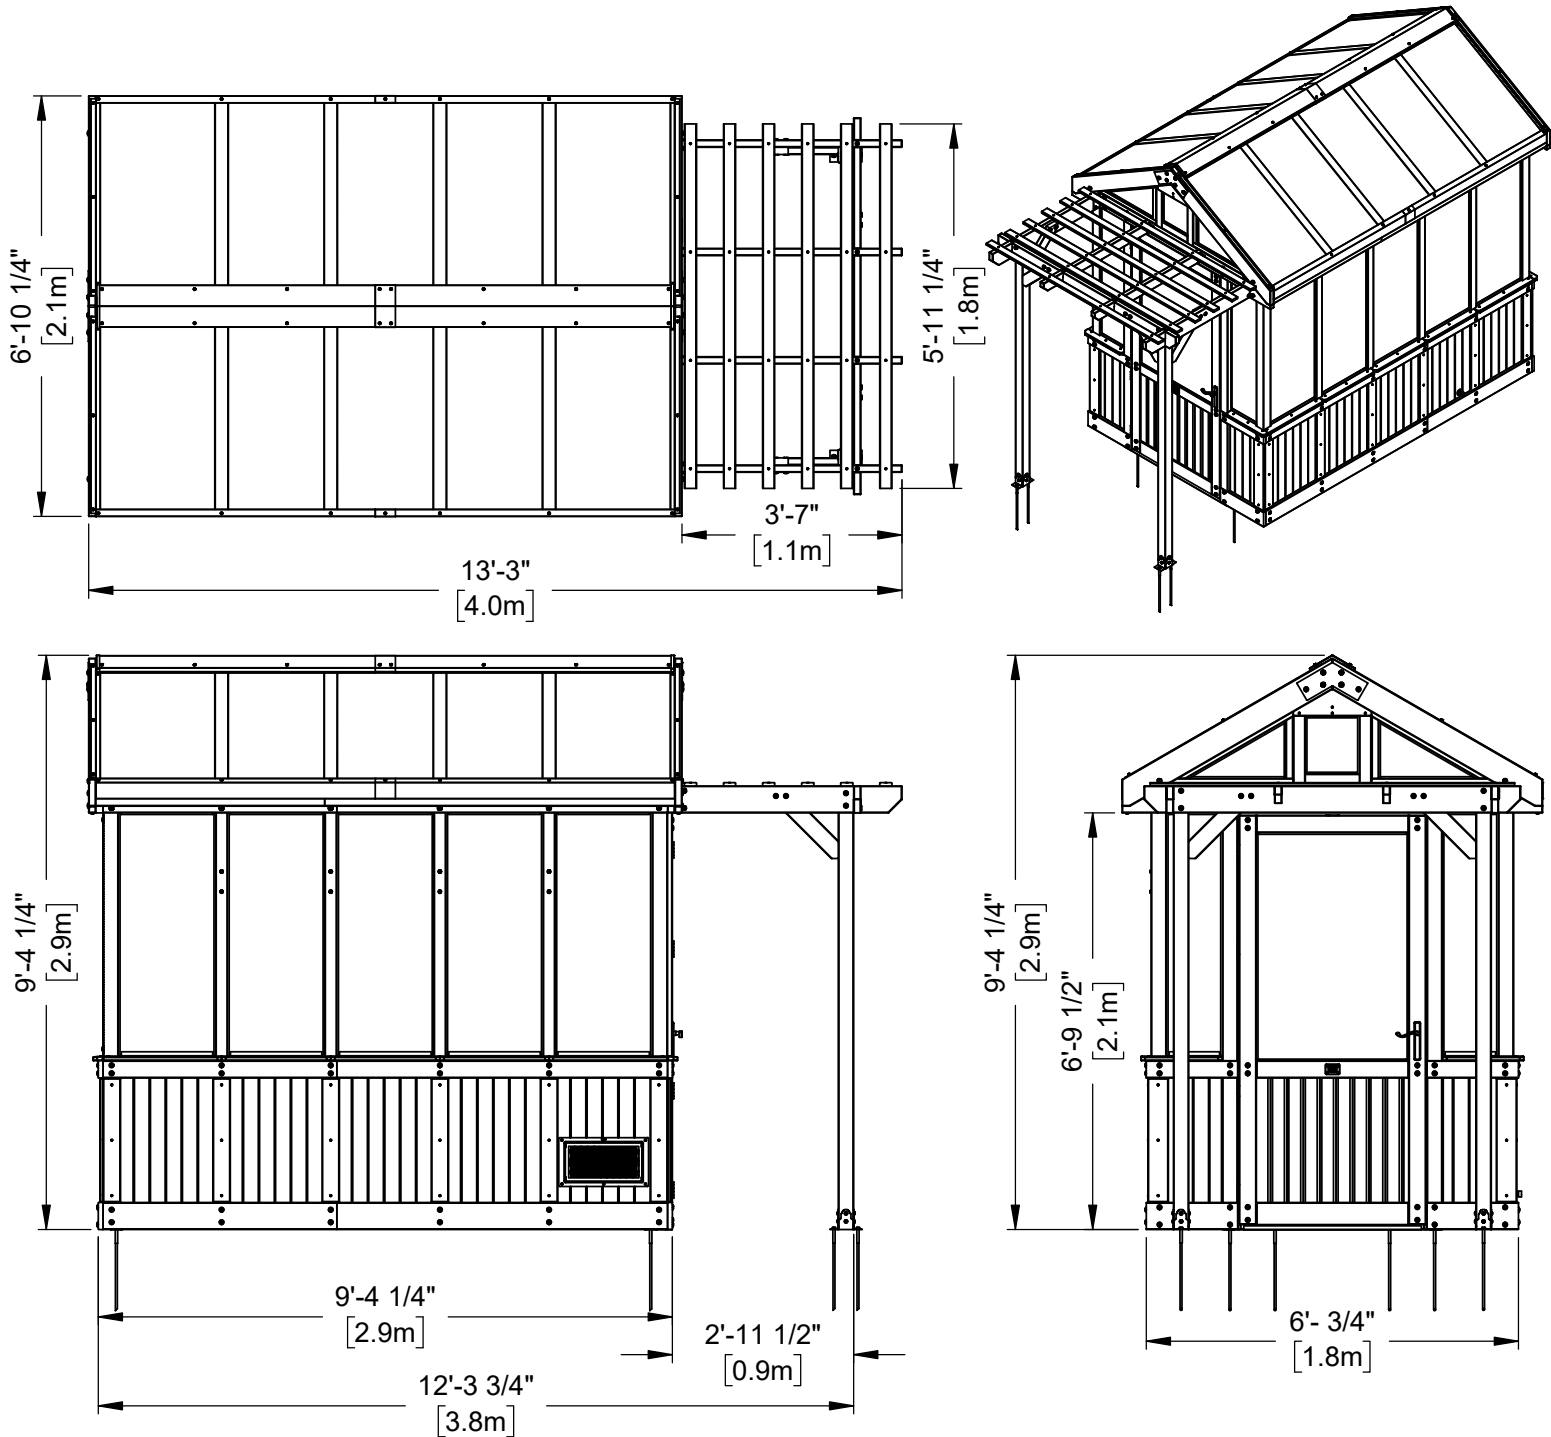 6'-10 1/4"
[2.1m]
5'-11 1/4"
[1.8m]
3'-7"
[1.1m]
13'-3"
[4.0m]
9'-4 1/4"
[2.9m]
9'-4 1/4"
[2.9m]
6'-9 1/2"
[2.1m]
9'-4 1/4"
[2.9m]
2'-11 1/2"
[0.9m]
12'-3 3/4"
[3.8m]
6'- 3/4"
[1.8m]